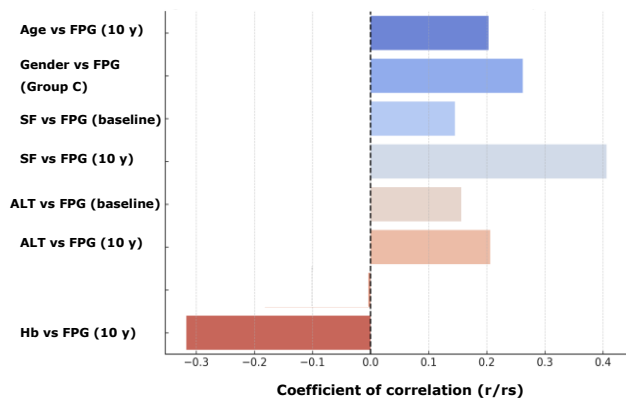 Age vs FPG (10 y)
Gender vs FPG
(Group C)
SF vs FPG (baseline)
SF vs FPG (10 y)
ALT vs FPG (baseline)
ALT vs FPG (10 y)
Hb vs FPG (10 y)
−0.3 −0.2 −0.1 0.0 0.1 0.2 0.3 0.4
Coefficient of correlation (r/rs)